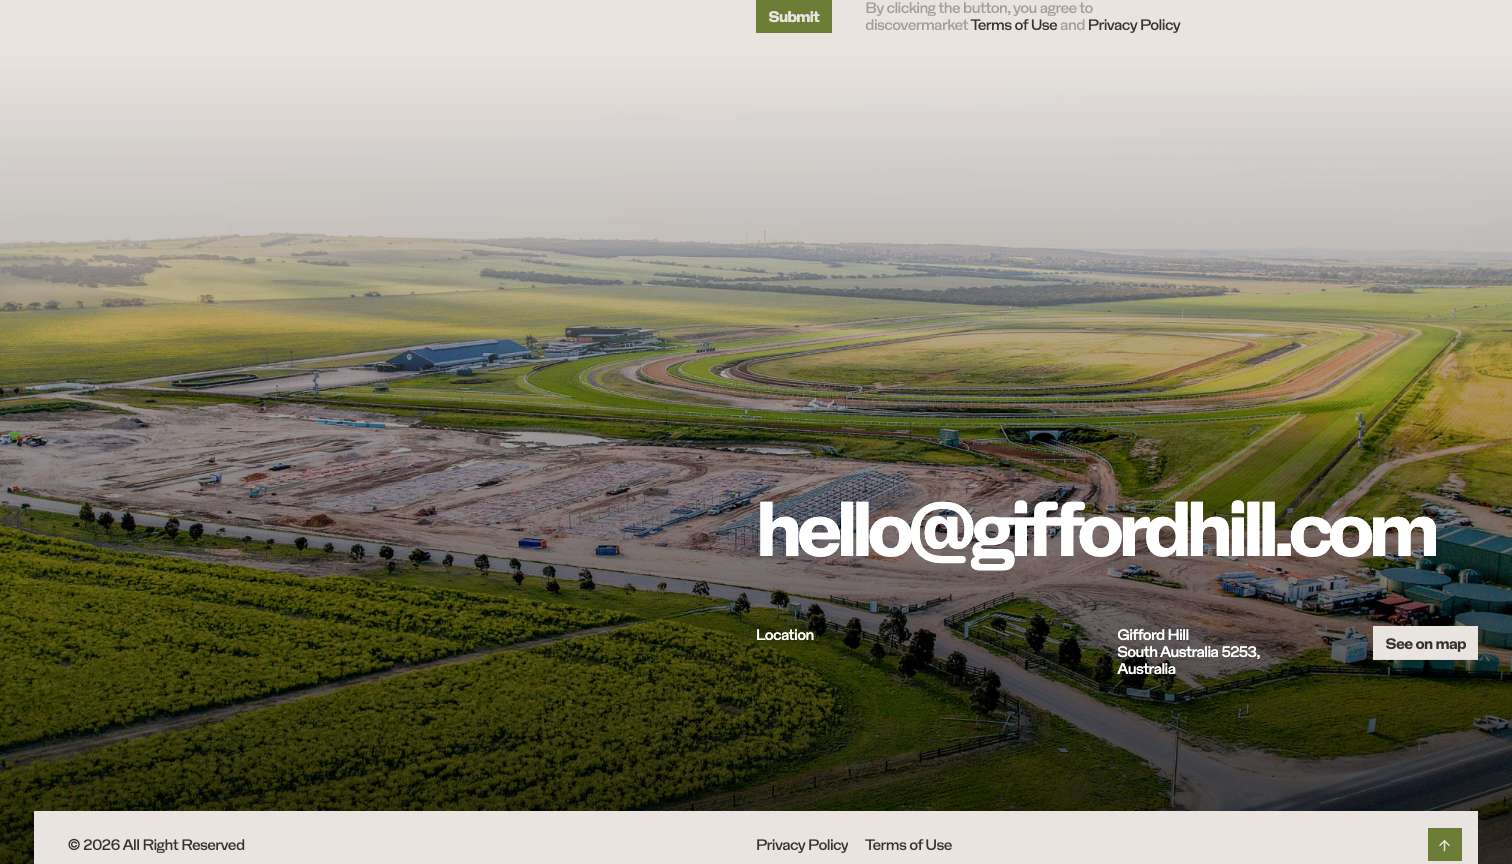 Submit
By clicking the button, you agree to
discovermarket Terms of Use and Privacy Policy
hello@giffordhill.com
Location
Gifford Hill
South Australia 5253,
Australia
See on map
© 2026 All Right Reserved
Privacy Policy
Terms of Use